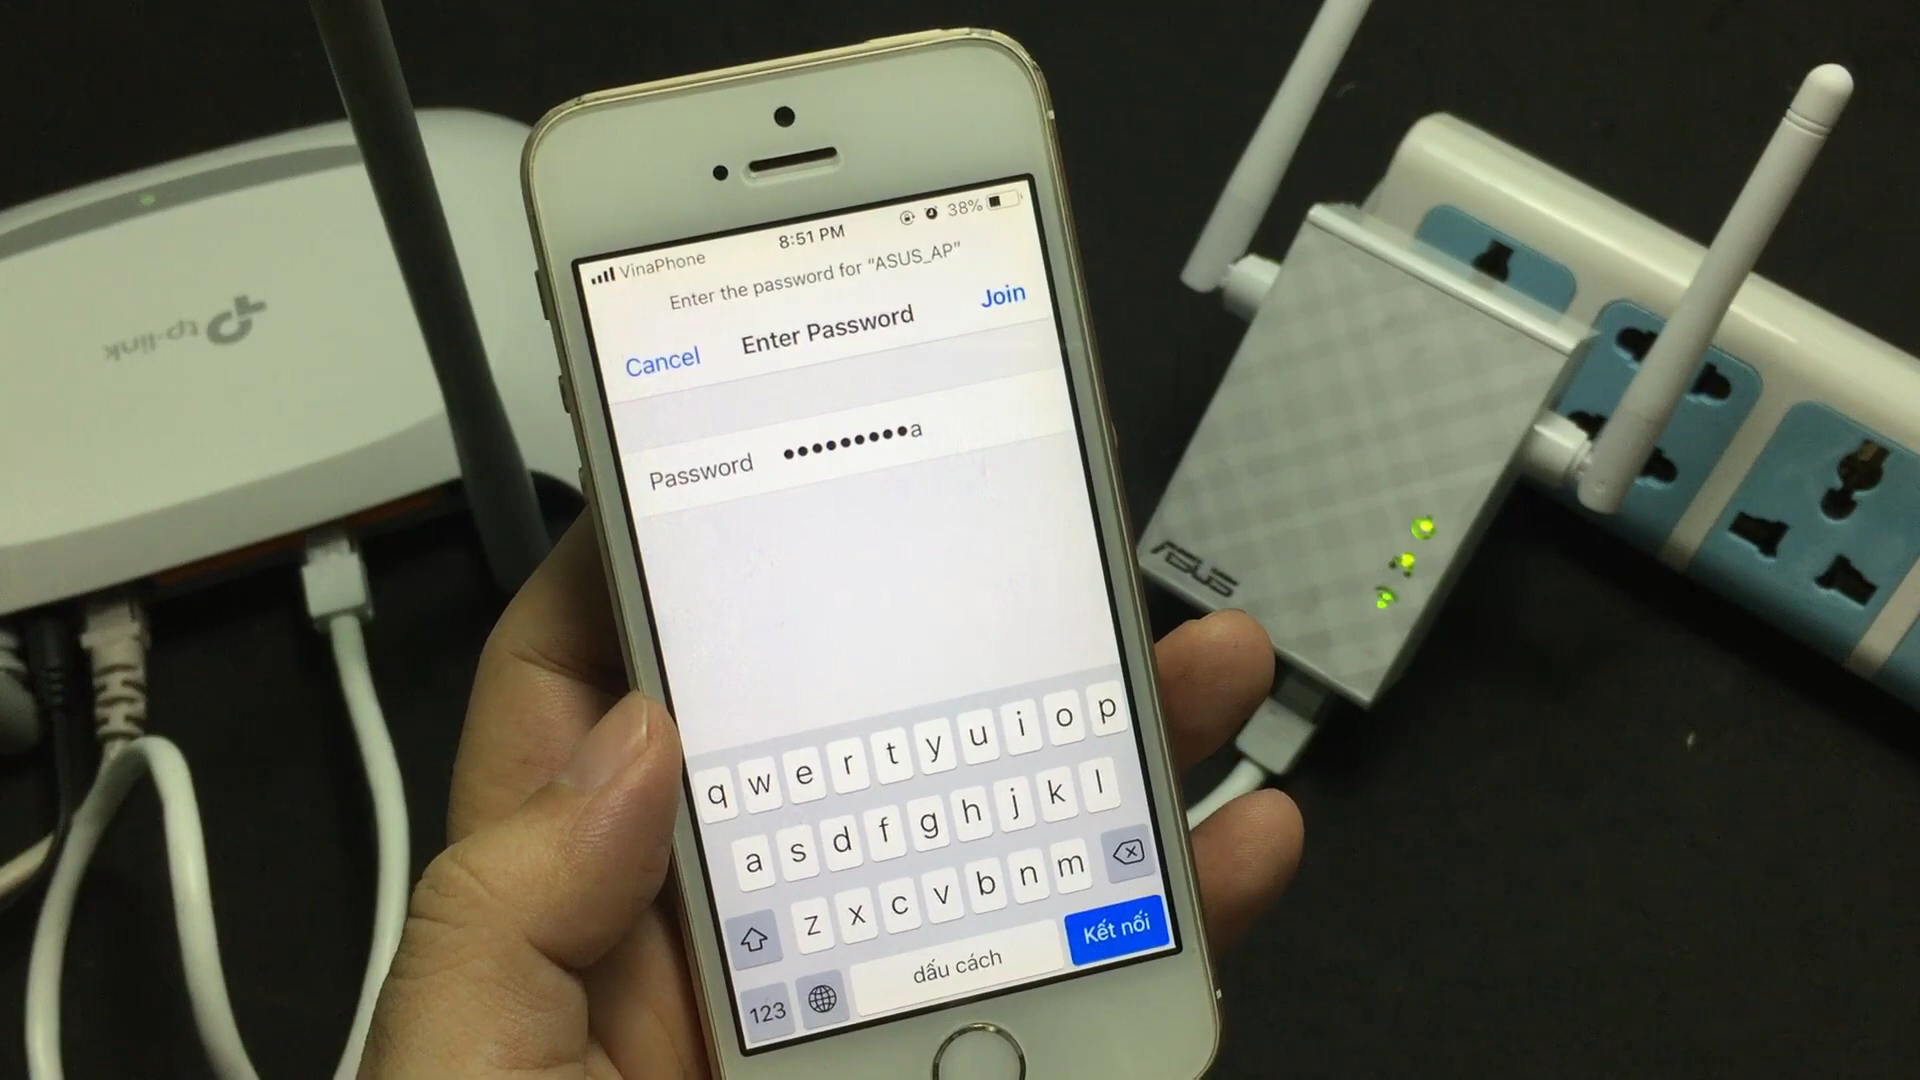 VinaPhone 8:51 PM 38%
Enter the password for "ASUS_AP"
Cancel Enter Password Join
Password •••••••••a
q w e r t y u i o p
a s d f g h j k l
z x c v b n m
123 dấu cách Kết nối
tp-link
ASUS